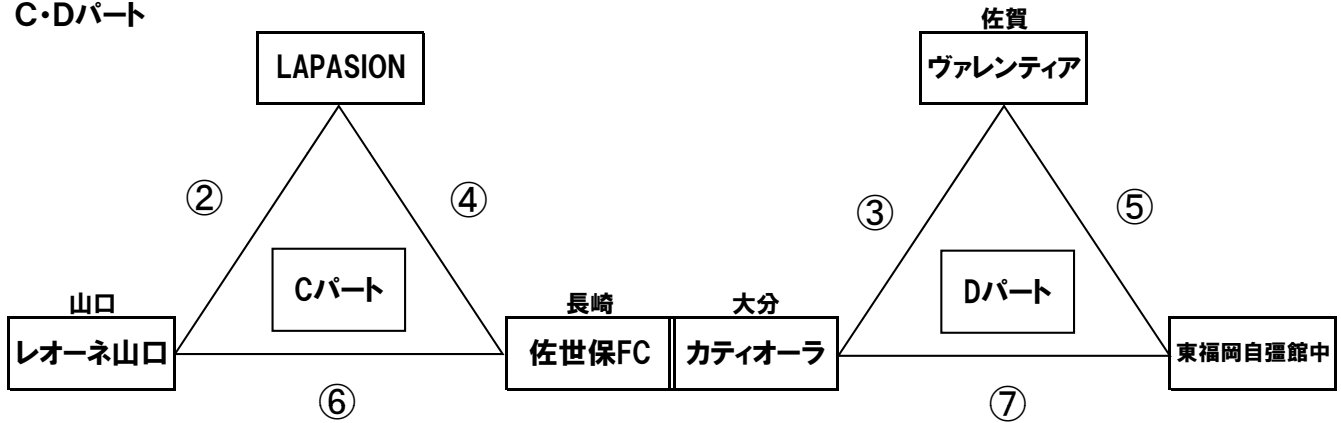 C・Dパート
佐賀
LAPASION
ヴァレンティア
②
④
③
⑤
Cパート
Dパート
山口
長崎
大分
レオーネ山口
佐世保FC
カティオーラ
東福岡自彊館中
⑥
⑦